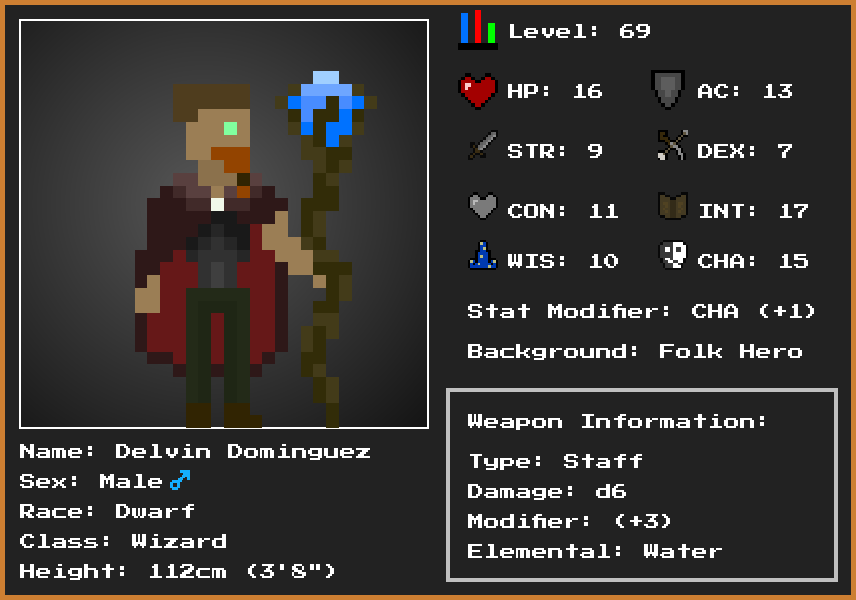 Level: 69
HP: 16
AC: 13
STR: 9
DEX: 7
CON: 11
INT: 17
WIS: 10
CHA: 15
Stat Modifier: CHA (+1)
Background: Folk Hero
Weapon Information:
Type: Staff
Damage: d6
Modifier: (+3)
Elemental: Water
Name: Delvin Dominguez
Sex: Male♂
Race: Dwarf
Class: Wizard
Height: 112cm (3'8")